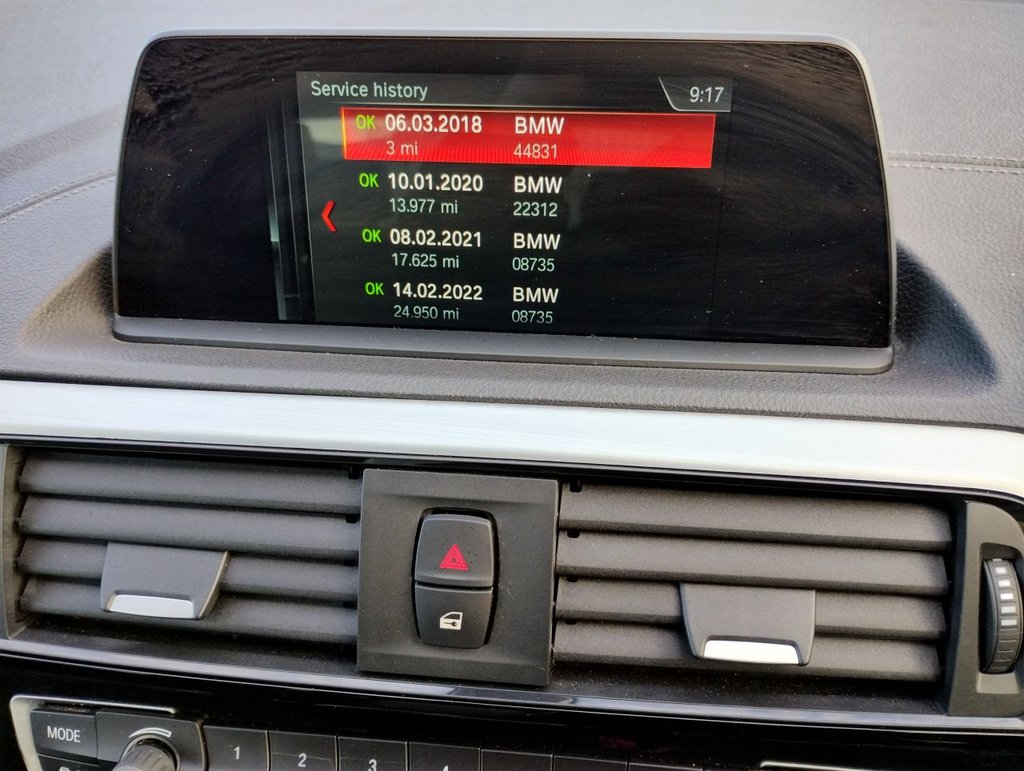 Service history 9:17
OK 06.03.2018 BMW
3 mi 44831
OK 10.01.2020 BMW
13.977 mi 22312
OK 08.02.2021 BMW
17.625 mi 08735
OK 14.02.2022 BMW
24.950 mi 08735
MODE 1 2 3 4